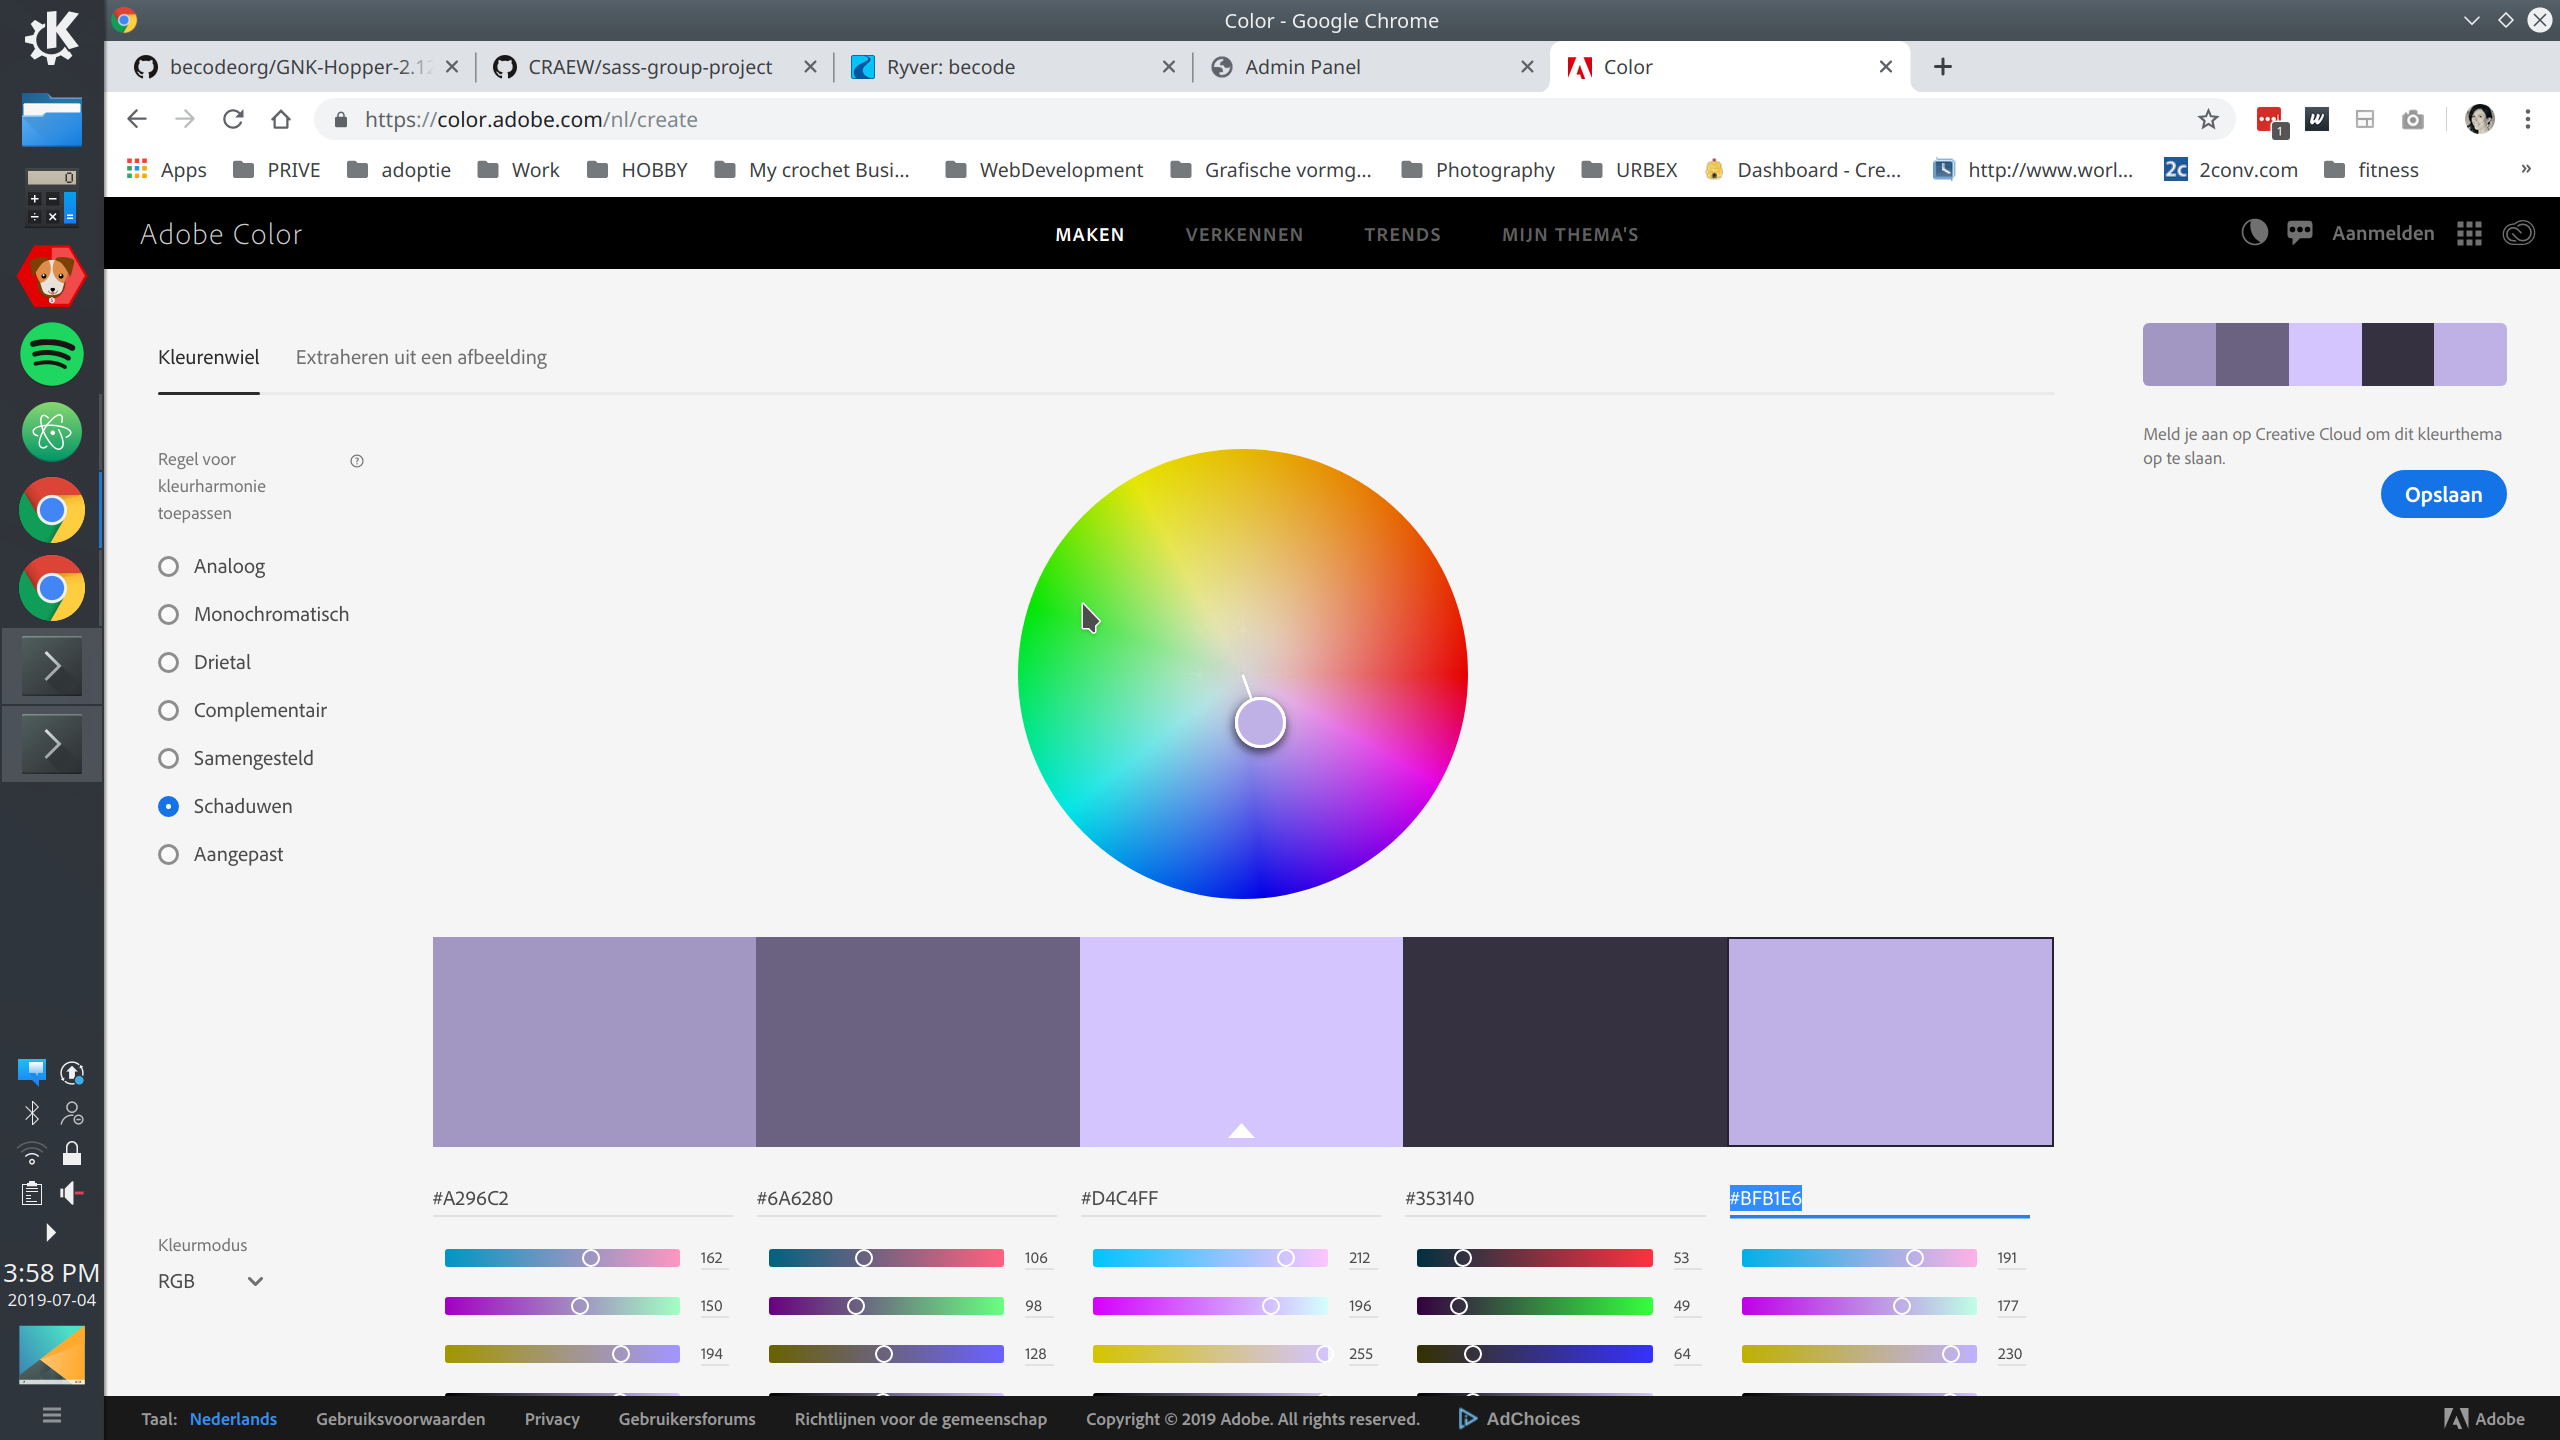 Color - Google Chrome
becodeorg/GNK-Hopper-2.12
CRAEW/sass-group-project
Ryver: becode
Admin Panel
Color
https://color.adobe.com/nl/create
1
Apps
PRIVE
adoptie
Work
HOBBY
My crochet Busi...
WebDevelopment
Grafische vormg...
Photography
URBEX
Dashboard - Cre...
http://www.worl...
2c
2conv.com
fitness
»
Adobe Color
MAKEN
VERKENNEN
TRENDS
MIJN THEMA'S
Aanmelden
Kleurenwiel
Extraheren uit een afbeelding
Meld je aan op Creative Cloud om dit kleurthema
op te slaan.
Opslaan
Regel voor
kleurharmonie
toepassen
Analoog
Monochromatisch
Drietal
Complementair
Samengesteld
Schaduwen
Aangepast
#A296C2
#6A6280
#D4C4FF
#353140
#BFB1E6
Kleurmodus
RGB
162
106
212
53
191
150
98
196
49
177
194
128
255
64
230
3:58 PM
2019-07-04
Taal: Nederlands
Gebruiksvoorwaarden
Privacy
Gebruikersforums
Richtlijnen voor de gemeenschap
Copyright © 2019 Adobe. All rights reserved.
AdChoices
Adobe